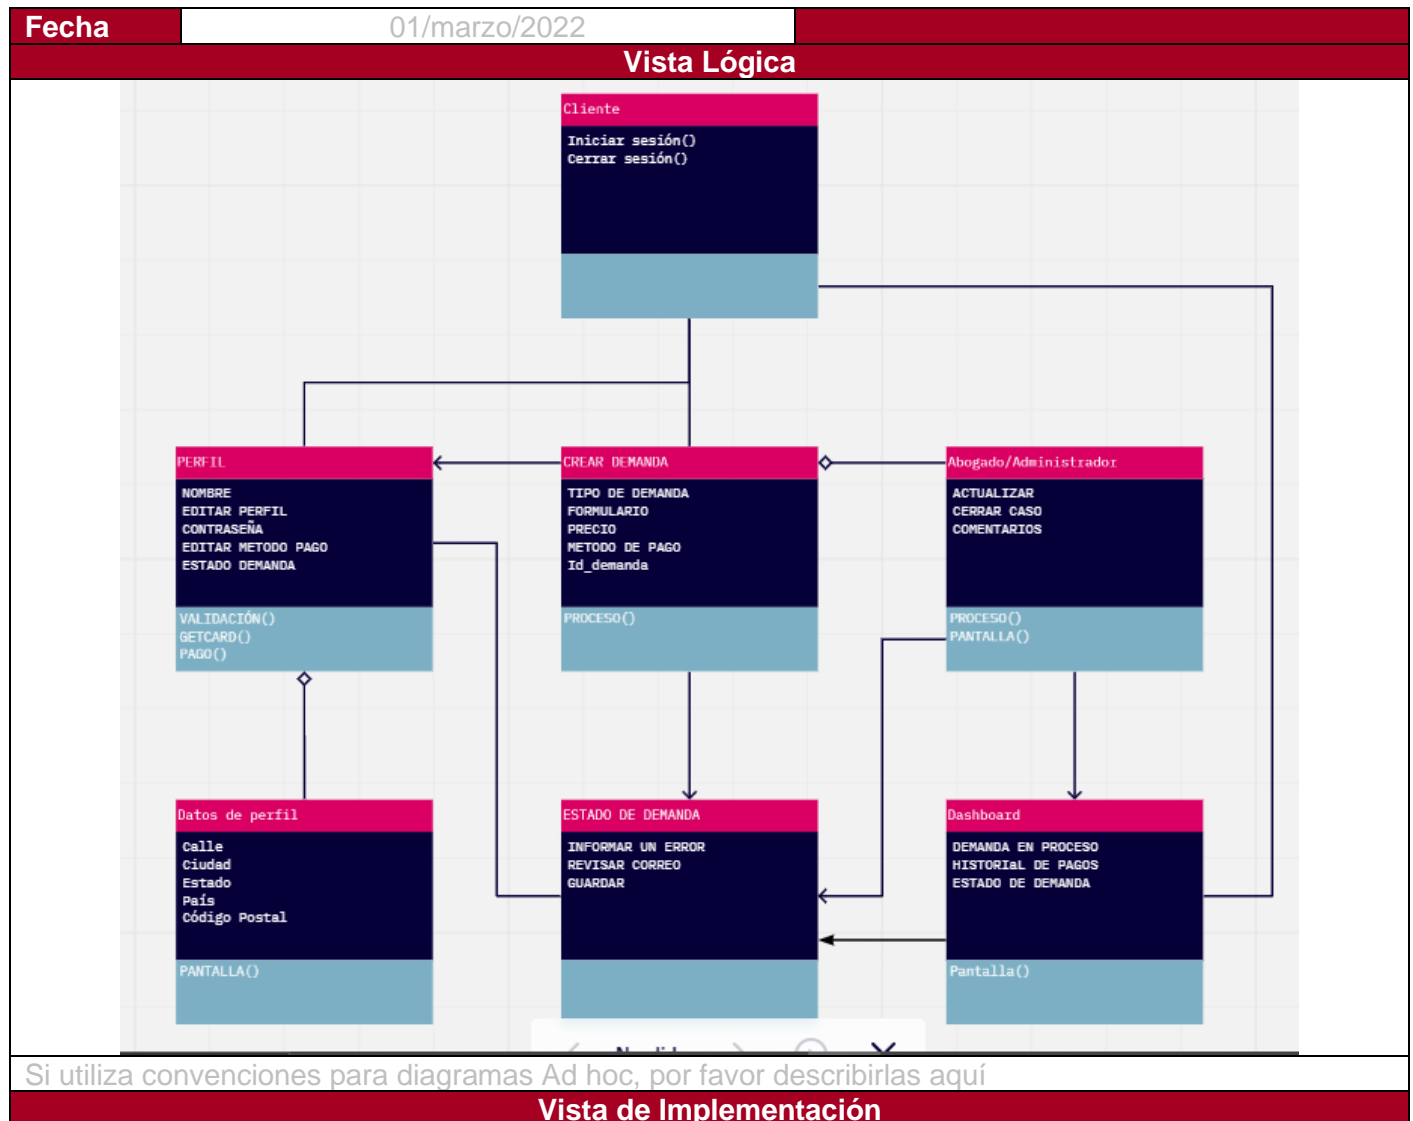 Fecha
01/marzo/2022
Vista Lógica
Cliente
Iniciar sesión()
Cerrar sesión()
PERFIL
NOMBRE
EDITAR PERFIL
CONTRASEÑA
EDITAR METODO PAGO
ESTADO DEMANDA
VALIDACIÓN()
GETCARD()
PAGO()
CREAR DEMANDA
TIPO DE DEMANDA
FORMULARIO
PRECIO
METODO DE PAGO
Id_demanda
PROCESO()
Abogado/Administrador
ACTUALIZAR
CERRAR CASO
COMENTARIOS
PROCESO()
PANTALLA()
Datos de perfil
Calle
Ciudad
Estado
País
Código Postal
PANTALLA()
ESTADO DE DEMANDA
INFORMAR UN ERROR
REVISAR CORREO
GUARDAR
Dashboard
DEMANDA EN PROCESO
HISTORIaL DE PAGOS
ESTADO DE DEMANDA
Pantalla()
Si utiliza convenciones para diagramas Ad hoc, por favor describirlas aquí
Vista de Implementación